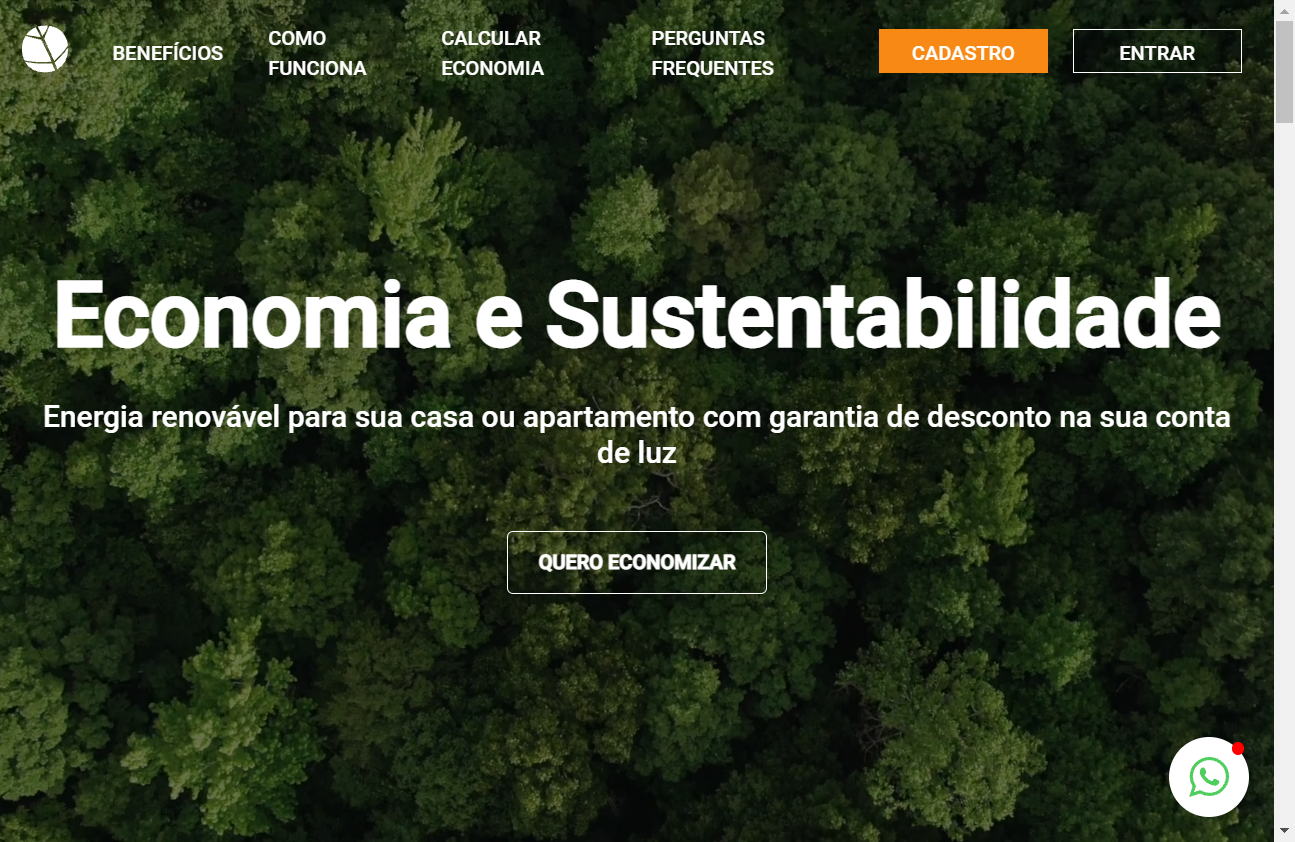 BENEFÍCIOS
COMO
FUNCIONA
CALCULAR
ECONOMIA
PERGUNTAS
FREQUENTES
CADASTRO
ENTRAR
Economia e Sustentabilidade
Energia renovável para sua casa ou apartamento com garantia de desconto na sua conta
de luz
QUERO ECONOMIZAR